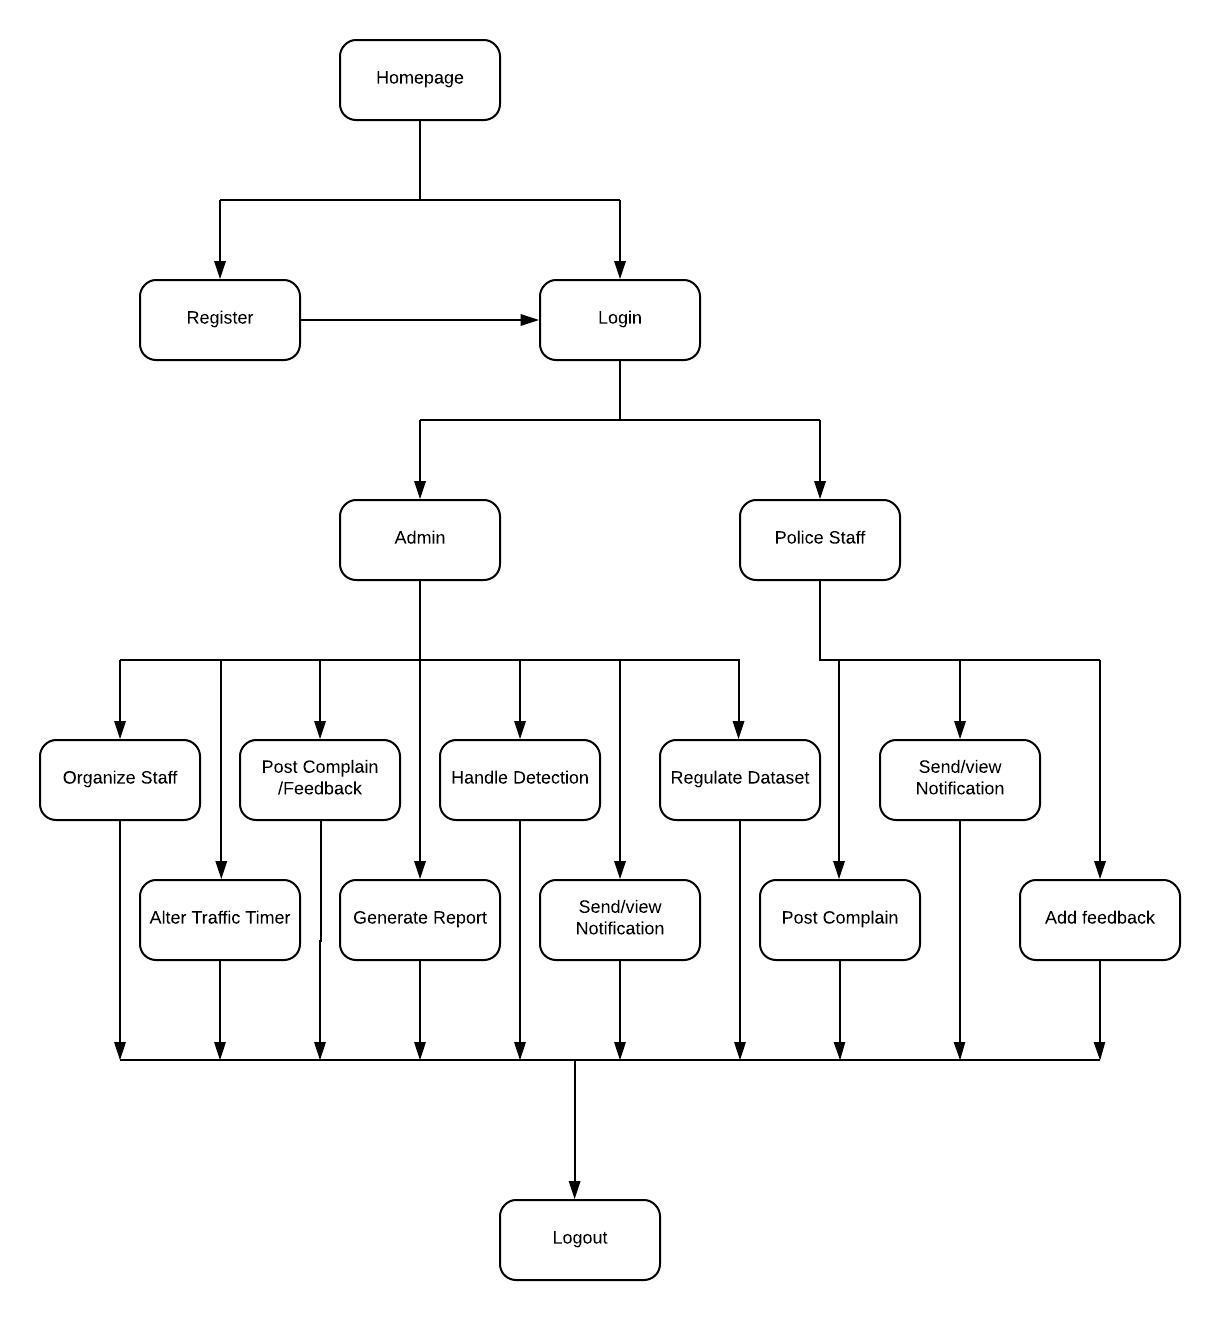 Homepage
Register
Login
Admin
Police Staff
Organize Staff
Post Complain
/Feedback
Handle Detection
Regulate Dataset
Send/view
Notification
Alter Traffic Timer
Generate Report
Send/view
Notification
Post Complain
Add feedback
Logout